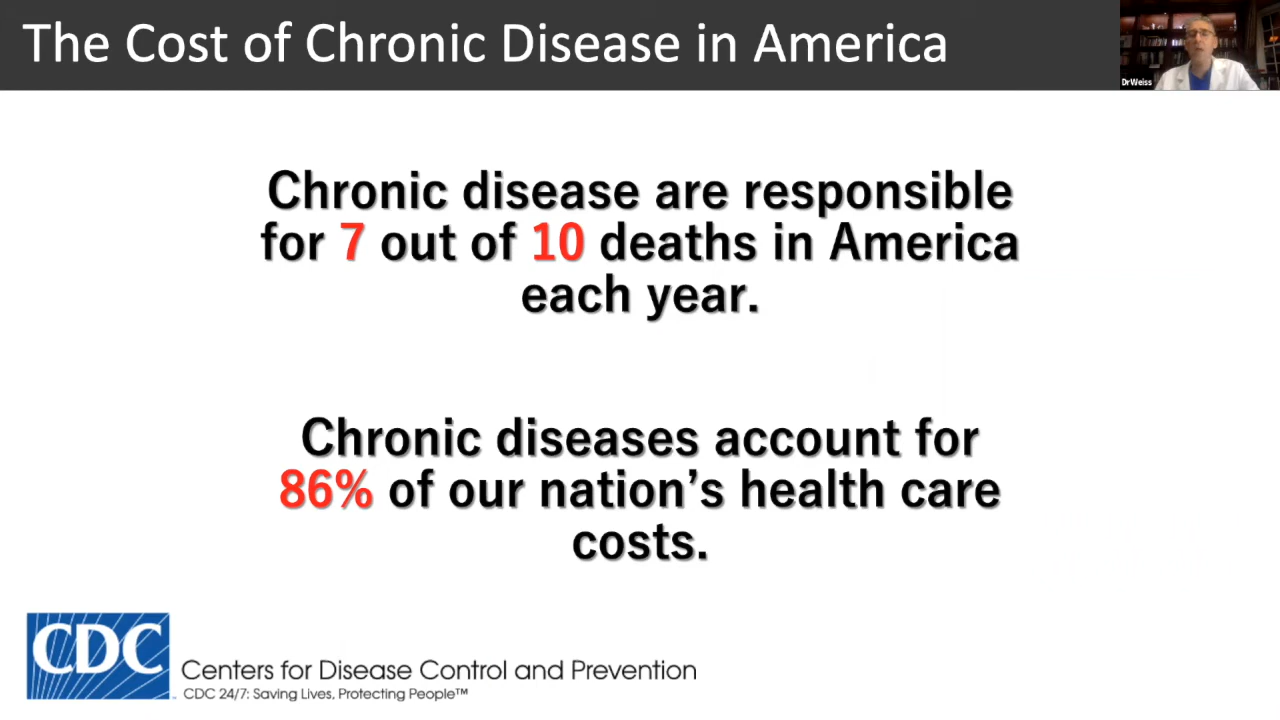 The Cost of Chronic Disease in America
DrWeiss
Chronic disease are responsible
for 7 out of 10 deaths in America
each year.
Chronic diseases account for
86% of our nation’s health care
costs.
CDC
Centers for Disease Control and Prevention
CDC 24/7: Saving Lives, Protecting People™